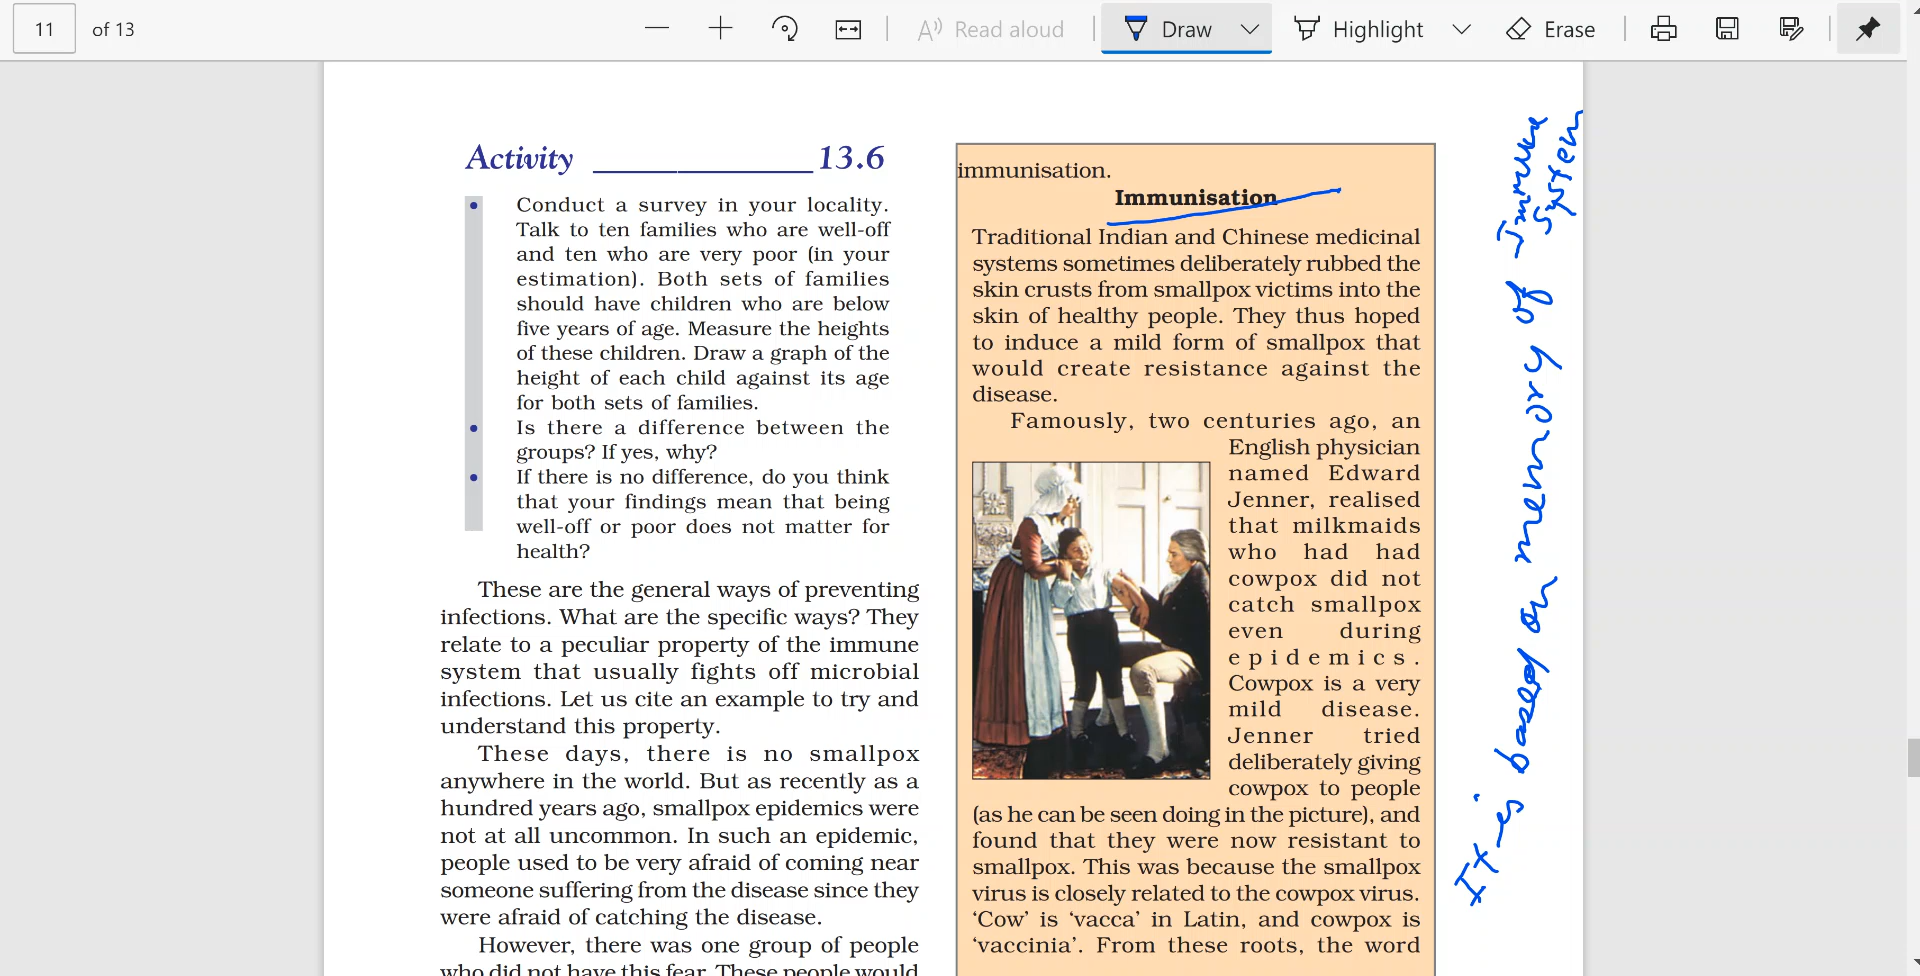 11 of 13 Read aloud Draw Highlight Erase
Activity 13.6
• Conduct a survey in your locality.
Talk to ten families who are well-off
and ten who are very poor (in your
estimation). Both sets of families
should have children who are below
five years of age. Measure the heights
of these children. Draw a graph of the
height of each child against its age
for both sets of families.
• Is there a difference between the
groups? If yes, why?
• If there is no difference, do you think
that your findings mean that being
well-off or poor does not matter for
health?
These are the general ways of preventing
infections. What are the specific ways? They
relate to a peculiar property of the immune
system that usually fights off microbial
infections. Let us cite an example to try and
understand this property.
These days, there is no smallpox
anywhere in the world. But as recently as a
hundred years ago, smallpox epidemics were
not at all uncommon. In such an epidemic,
people used to be very afraid of coming near
someone suffering from the disease since they
were afraid of catching the disease.
However, there was one group of people
who did not have this fear. These people would
immunisation.
Immunisation
Traditional Indian and Chinese medicinal
systems sometimes deliberately rubbed the
skin crusts from smallpox victims into the
skin of healthy people. They thus hoped
to induce a mild form of smallpox that
would create resistance against the
disease.
Famously, two centuries ago, an
English physician
named Edward
Jenner, realised
that milkmaids
who had had
cowpox did not
catch smallpox
even during
epidemics.
Cowpox is a very
mild disease.
Jenner tried
deliberately giving
cowpox to people
(as he can be seen doing in the picture), and
found that they were now resistant to
smallpox. This was because the smallpox
virus is closely related to the cowpox virus.
‘Cow’ is ‘vacca’ in Latin, and cowpox is
‘vaccinia’. From these roots, the word
It is based on memory of Immune
System